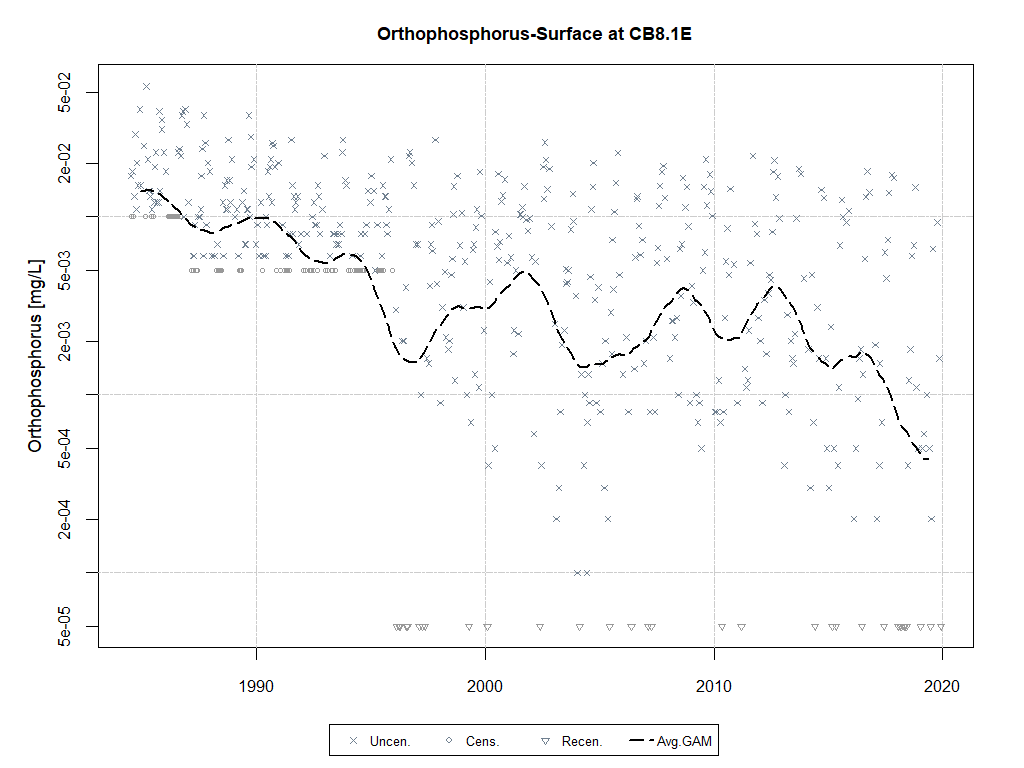 Orthophosphorus-Surface at CB8.1E
Orthophosphorus [mg/L]
5e-02
2e-02
5e-03
2e-03
5e-04
2e-04
5e-05
1990
2000
2010
2020
Uncen.
Cens.
Recen.
Avg.GAM